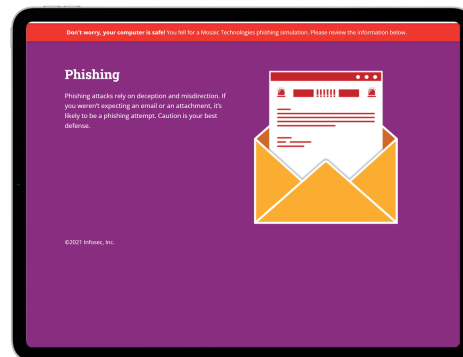 Don't worry, your computer is safe! You fell for a Mosaic Technologies phishing simulation. Please review the information below.
Phishing
Phishing attacks rely on deception and misdirection. If
you weren't expecting an email or an attachment, it's
likely to be a phishing attempt. Caution is your best
defense.
!!!!!!
©2021 Infosec, Inc.